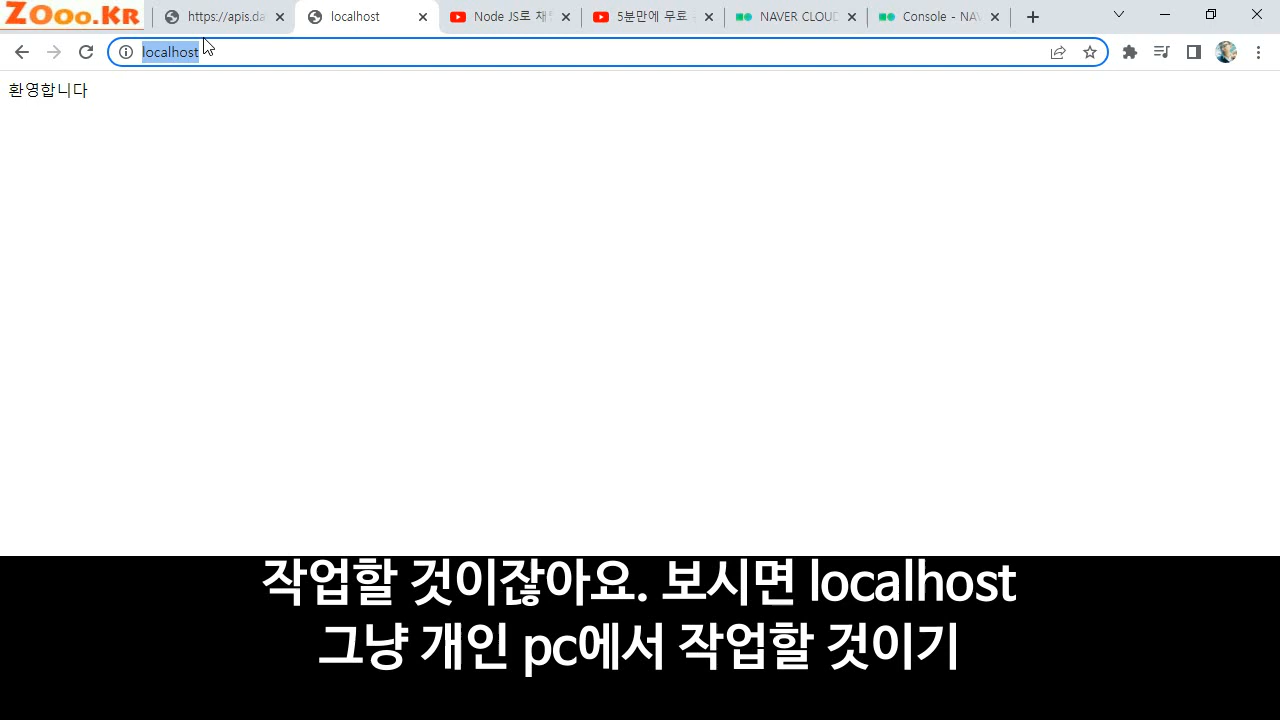 ZOoo.KR
https://apis.da
localhost
Node JS로 채
5분만에 무료
NAVER CLOUD
Console - NA
localhost
환영합니다
작업할 것이잖아요. 보시면 localhost
그냥 개인 pc에서 작업할 것이기